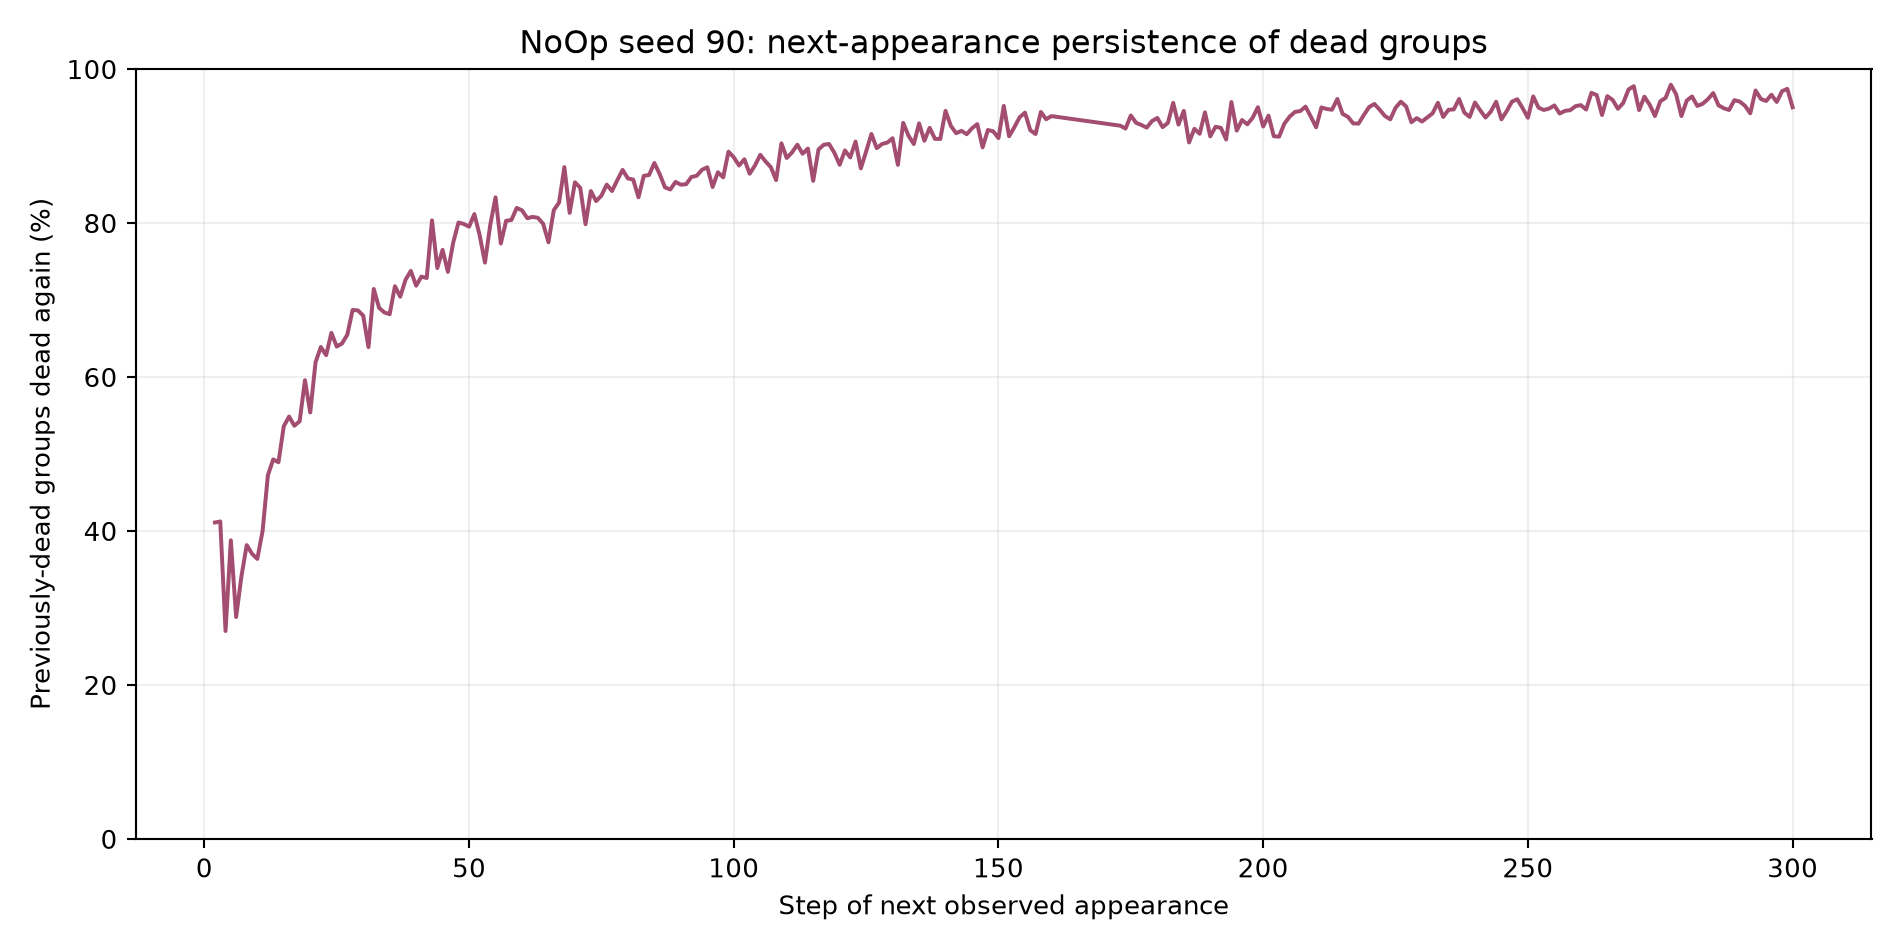 NoOp seed 90: next-appearance persistence of dead groups
Previously-dead groups dead again (%)
100
80
60
40
20
0
0 50 100 150 200 250 300
Step of next observed appearance